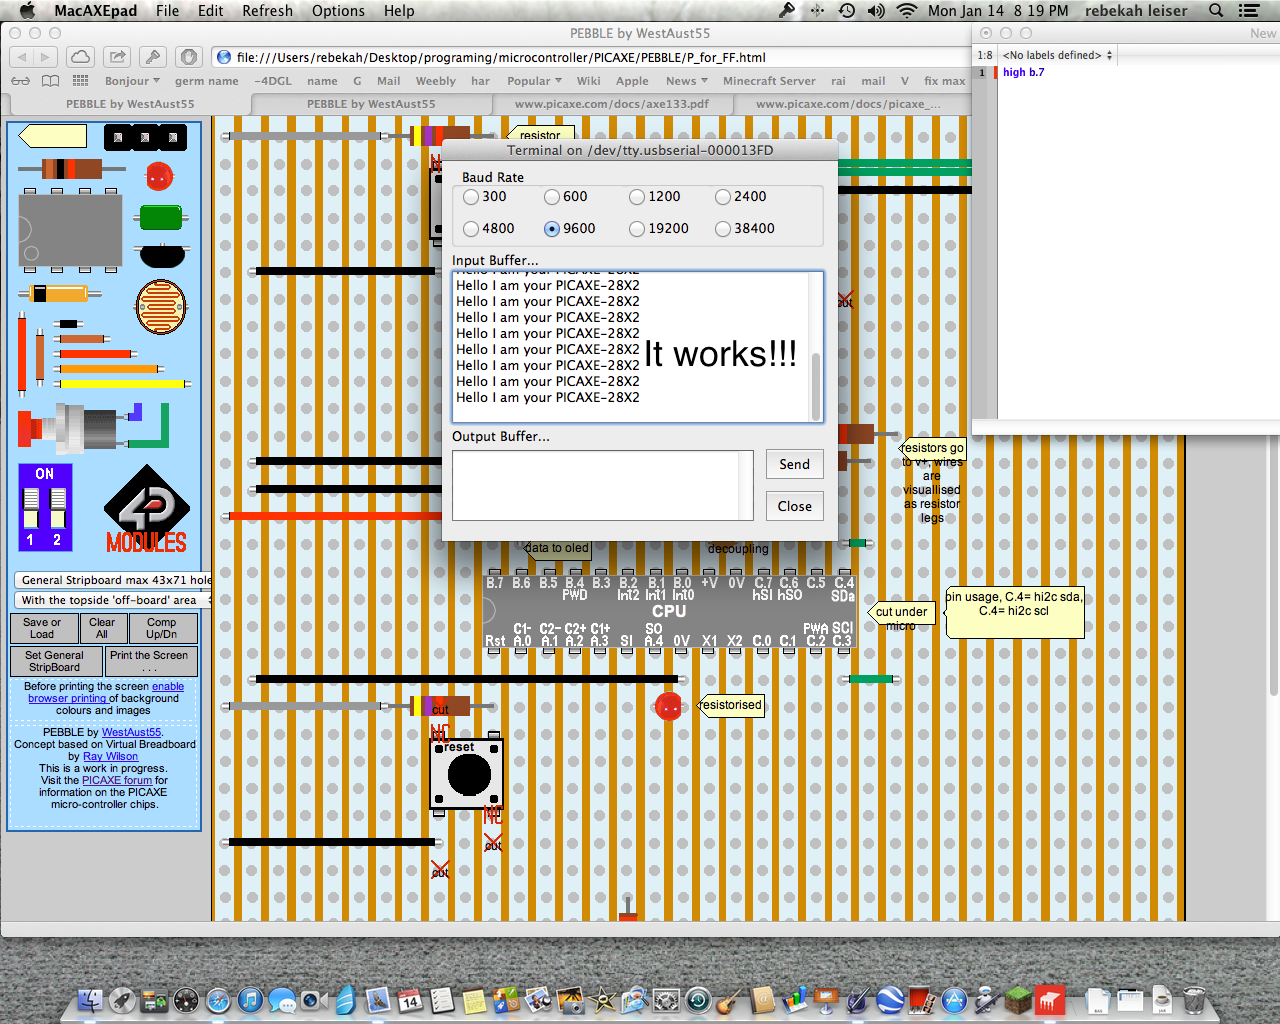 MacAXEpad File Edit Refresh Options Help
Mon Jan 14 8 19 PM rebekah leiser
PEBBLE by WestAust55
New
file:///Users/rebekah/Desktop/programing/microcontroller/PICAXE/PEBBLE/P_for_FF.html
1:8 <No labels defined>
Bonjour germ name ~4DGL name G Mail Weebly har Popular Wiki Apple News Minecraft Server rai mail V fix max
1 high b.7
PEBBLE by WestAust55
PEBBLE by WestAust55
www.picaxe.com/docs/axe133.pdf
www.picaxe.com/docs/picaxe_...
resistor
Terminal on /dev/tty.usbserial-000013FD
Baud Rate
300 600 1200 2400
4800 9600 19200 38400
Input Buffer...
Hello I am your PICAXE-28X2
Hello I am your PICAXE-28X2
Hello I am your PICAXE-28X2
Hello I am your PICAXE-28X2
Hello I am your PICAXE-28X2
Hello I am your PICAXE-28X2
Hello I am your PICAXE-28X2
Hello I am your PICAXE-28X2
Hello I am your PICAXE-28X2
It works!!!
Output Buffer...
Send
Close
cut
resistors go
to v+, wires
are
visuallised
as resistor
legs
ON
1 2
4D
MODULES
data to oled
decoupling
General Stripboard max 43x71 hole
With the topside 'off-board' area
Save or
Load
Clear
All
Comp
Up/Dn
Set General
StripBoard
Print the Screen
. . .
Before printing the screen enable
browser printing of background
colours and images
PEBBLE by WestAust55.
Concept based on Virtual Breadboard
by Ray Wilson
This is a work in progress.
Visit the PICAXE forum for
information on the PICAXE
micro-controller chips.
B.7 B.6 B.5 B.4 B.3 B.2 B.1 B.0 +V 0V C.7 C.6 C.5 C.4
PWD Int2 Int1 Int0 hSI hSO SDa
CPU
C1- C2- C2+ C1+ SO PWA SCl
Rst A.0 A.1 A.2 A.3 SI A.4 0V X1 X2 C.0 C.1 C.2 C.3
cut under
micro
pin usage, C.4= hi2c sda,
C.4= hi2c scl
cut
resistorised
NC
reset
NC
cut
cut
14